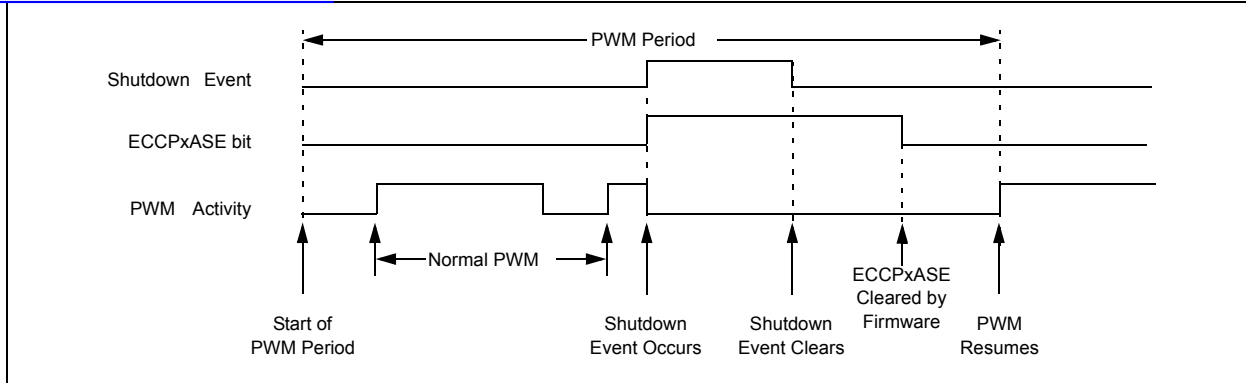 PWM Period
Shutdown Event
ECCPxASE bit
PWM Activity
Normal PWM
Start of
PWM Period
Shutdown
Event Occurs
Shutdown
Event Clears
ECCPxASE
Cleared by
Firmware
PWM
Resumes